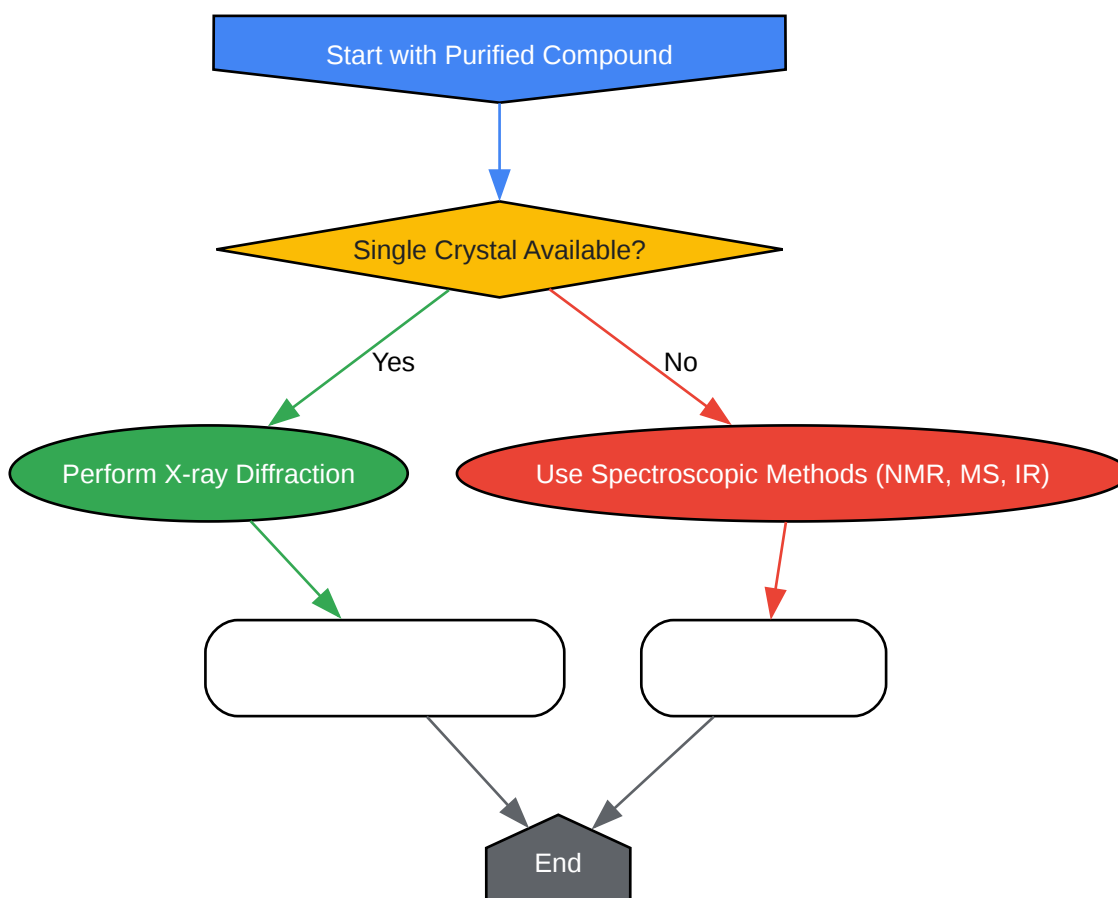 Start with Purified Compound
Single Crystal Available?
Yes
No
Perform X-ray Diffraction
Use Spectroscopic Methods (NMR, MS, IR)
End